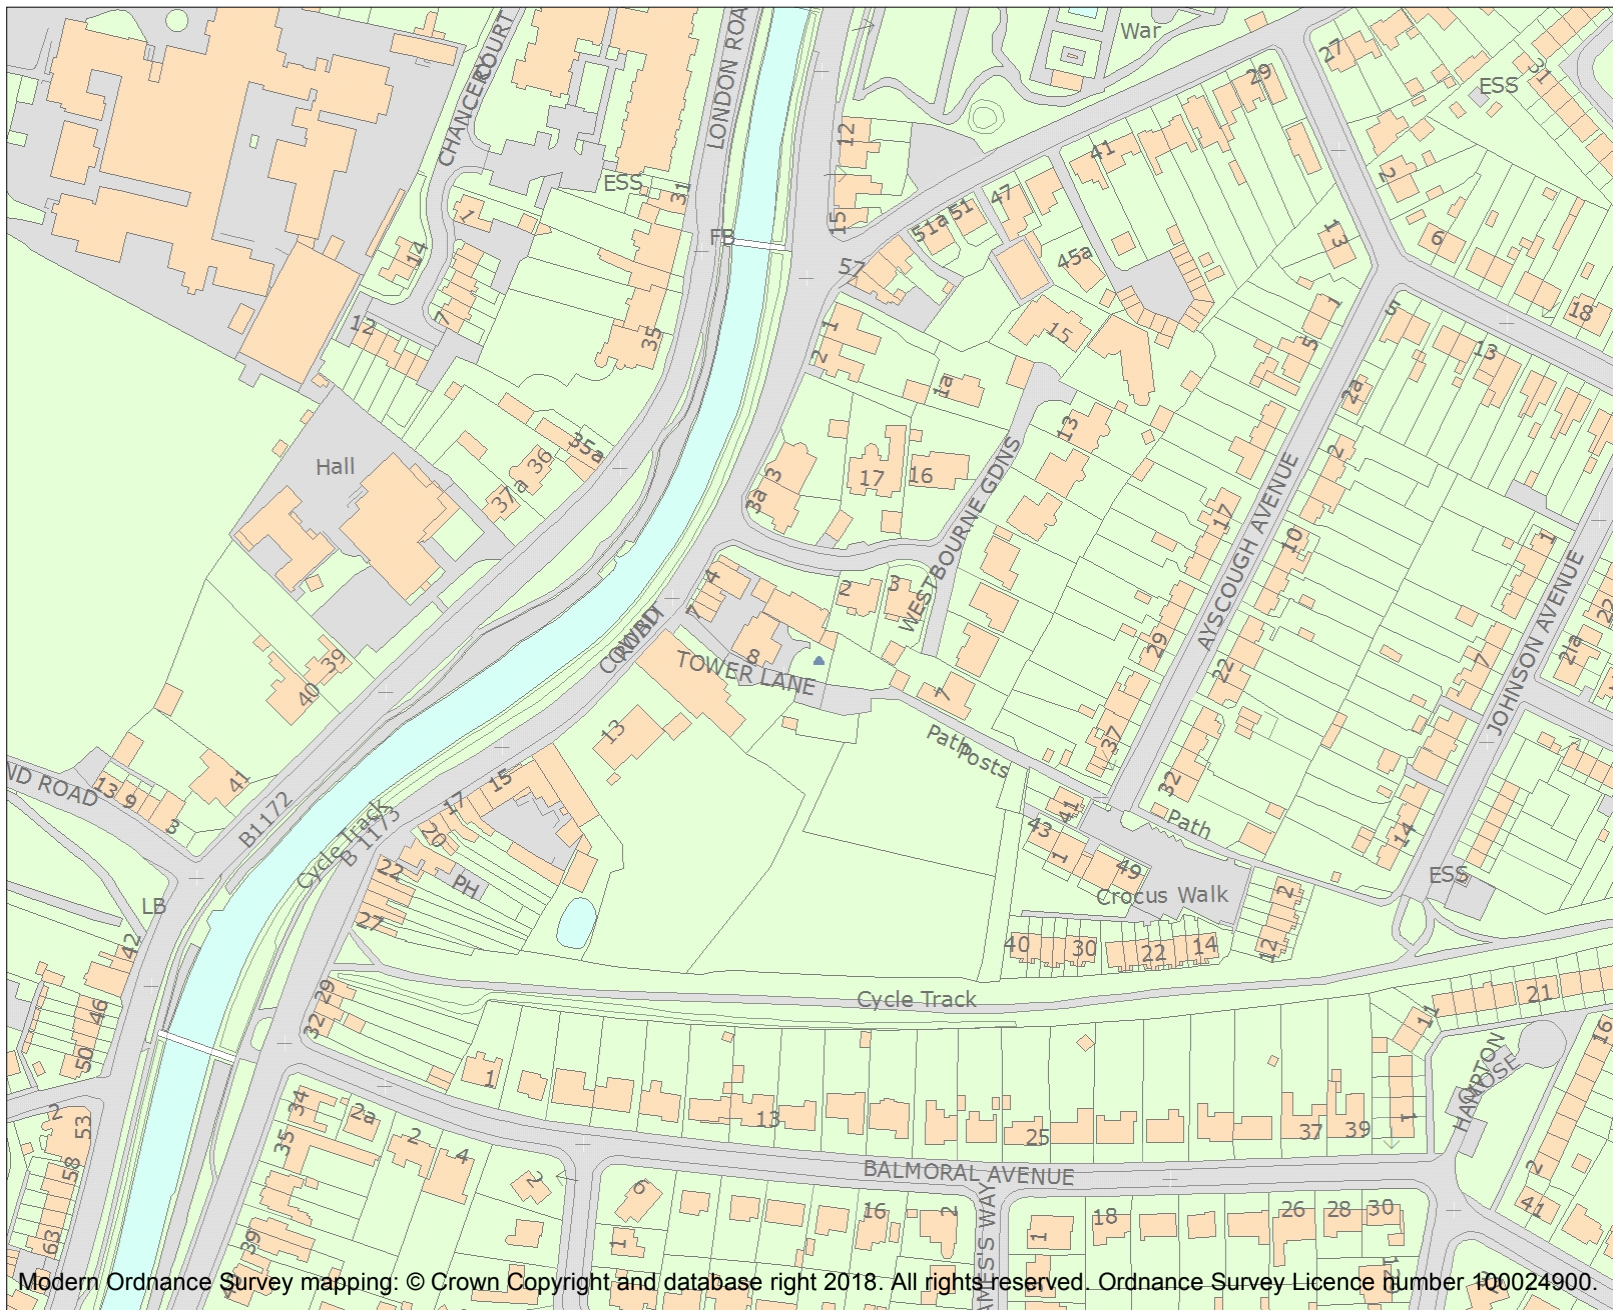 War
27
31
ESS
29
CHANCERY COURT
LONDON ROA
12
41
2
ESS
31
1
47
51
51a
15
13
6
FB
14
45a
57
7
12
1
2
35
15
1
5
5
18
13
1a
2a
13
35a
36
37a
Hall
3
3a
17
16
2
WESTBOURNE GDNS
17
AYSCOUGH AVENUE
10
1
JOHNSON AVENUE
4
7
2
3
22
21a
8
TOWER LANE
39
40
29
22
7
7
13
Path
Posts
37
32
41
ND ROAD
13
9
3
15
17
20
B1172
Cycle Track
B 1173
41
43
1
49
Path
14
22
PH
27
ESS
Crocus Walk
2
12
LB
42
40
30
22
14
29
32
46
50
Cycle Track
21
11
16
HAMPTON
CLOSE
1
1
13
25
37
39
34
2a
35
2
4
2
53
58
63
2
6
BALMORAL AVENUE
16
2
AMES'S WAY
1
18
26
28
30
2
41
39
1
Modern Ordnance Survey mapping: © Crown Copyright and database right 2018. All rights reserved. Ordnance Survey Licence number 100024900.